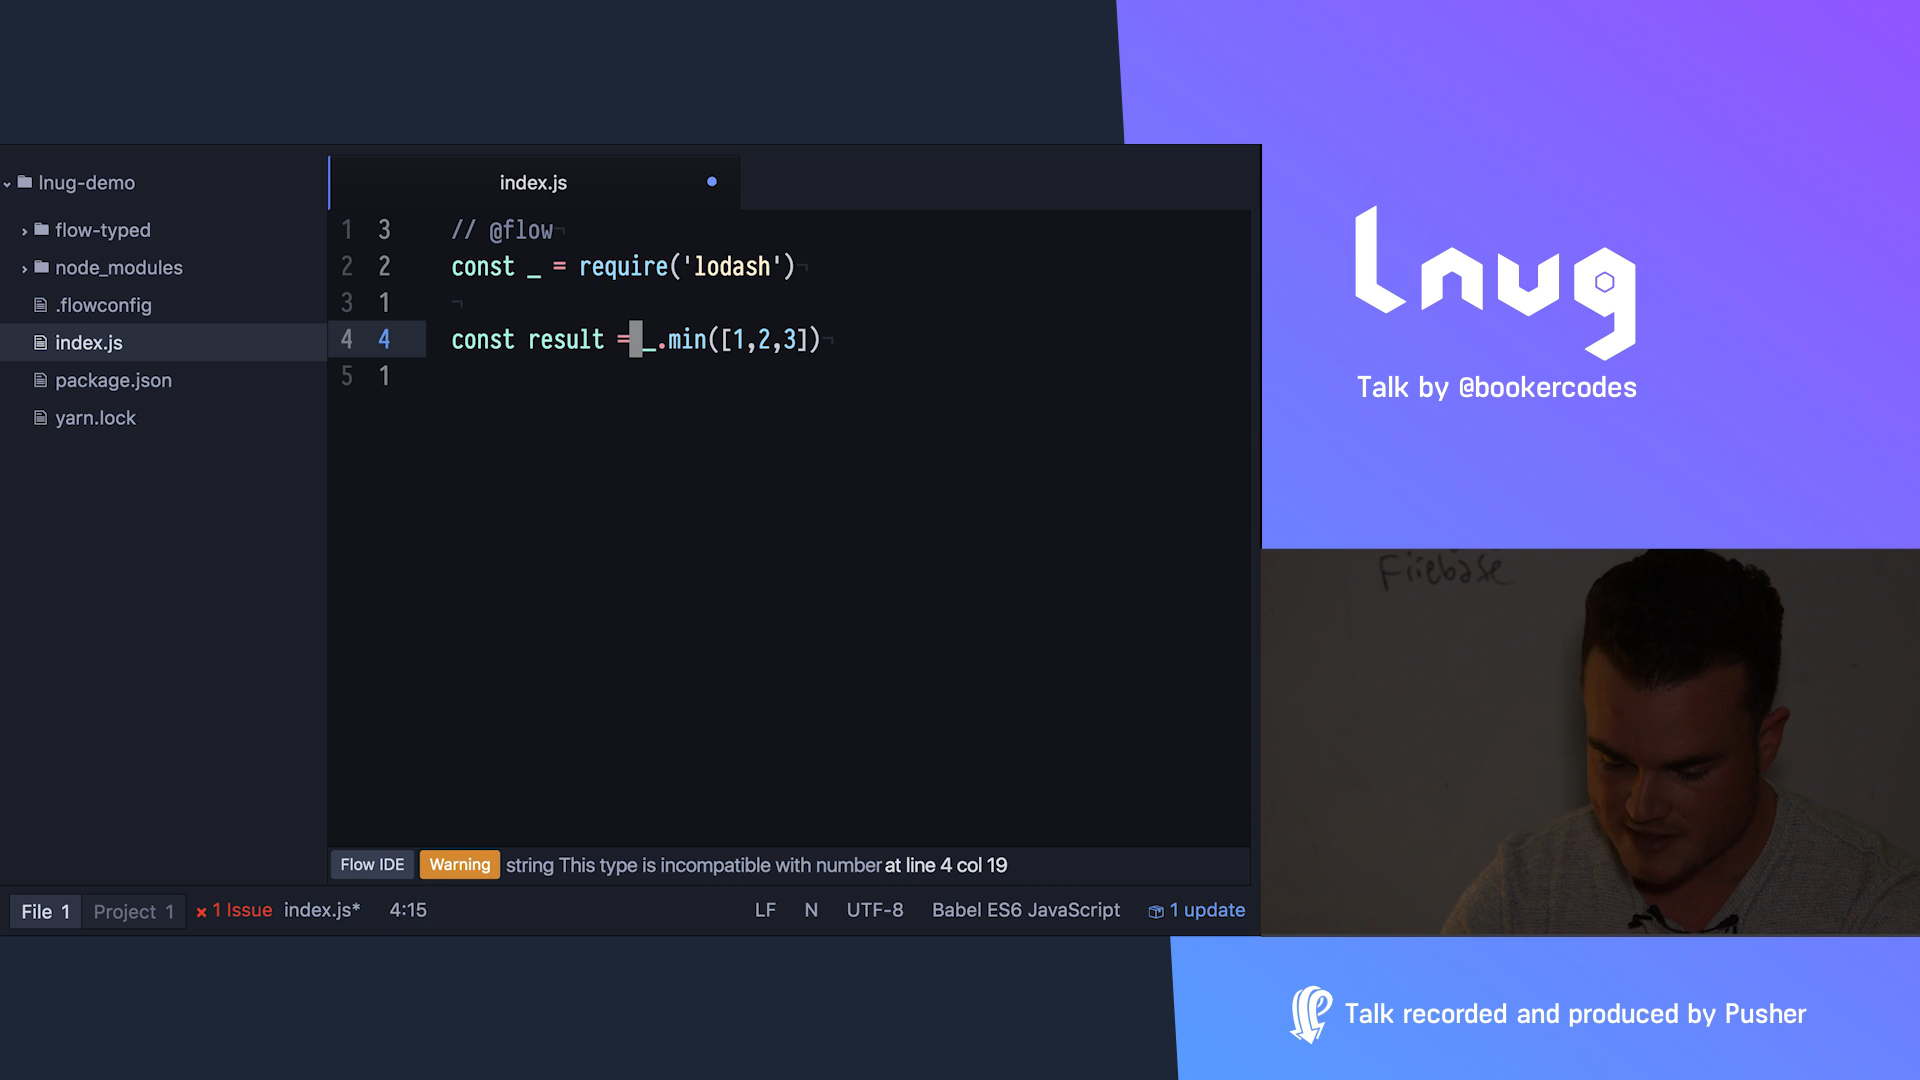 lnug-demo
flow-typed
node_modules
.flowconfig
index.js
package.json
yarn.lock
index.js
1 3 // @flow¬
2 2 const _ = require('lodash')¬
3 1 ¬
4 4 const result =_.min([1,2,3])¬
5 1
Flow IDE Warning string This type is incompatible with number at line 4 col 19
File 1 Project 1 × 1 Issue index.js* 4:15 LF N UTF-8 Babel ES6 JavaScript 1 update
lnug
Talk by @bookercodes
Firebase
Talk recorded and produced by Pusher